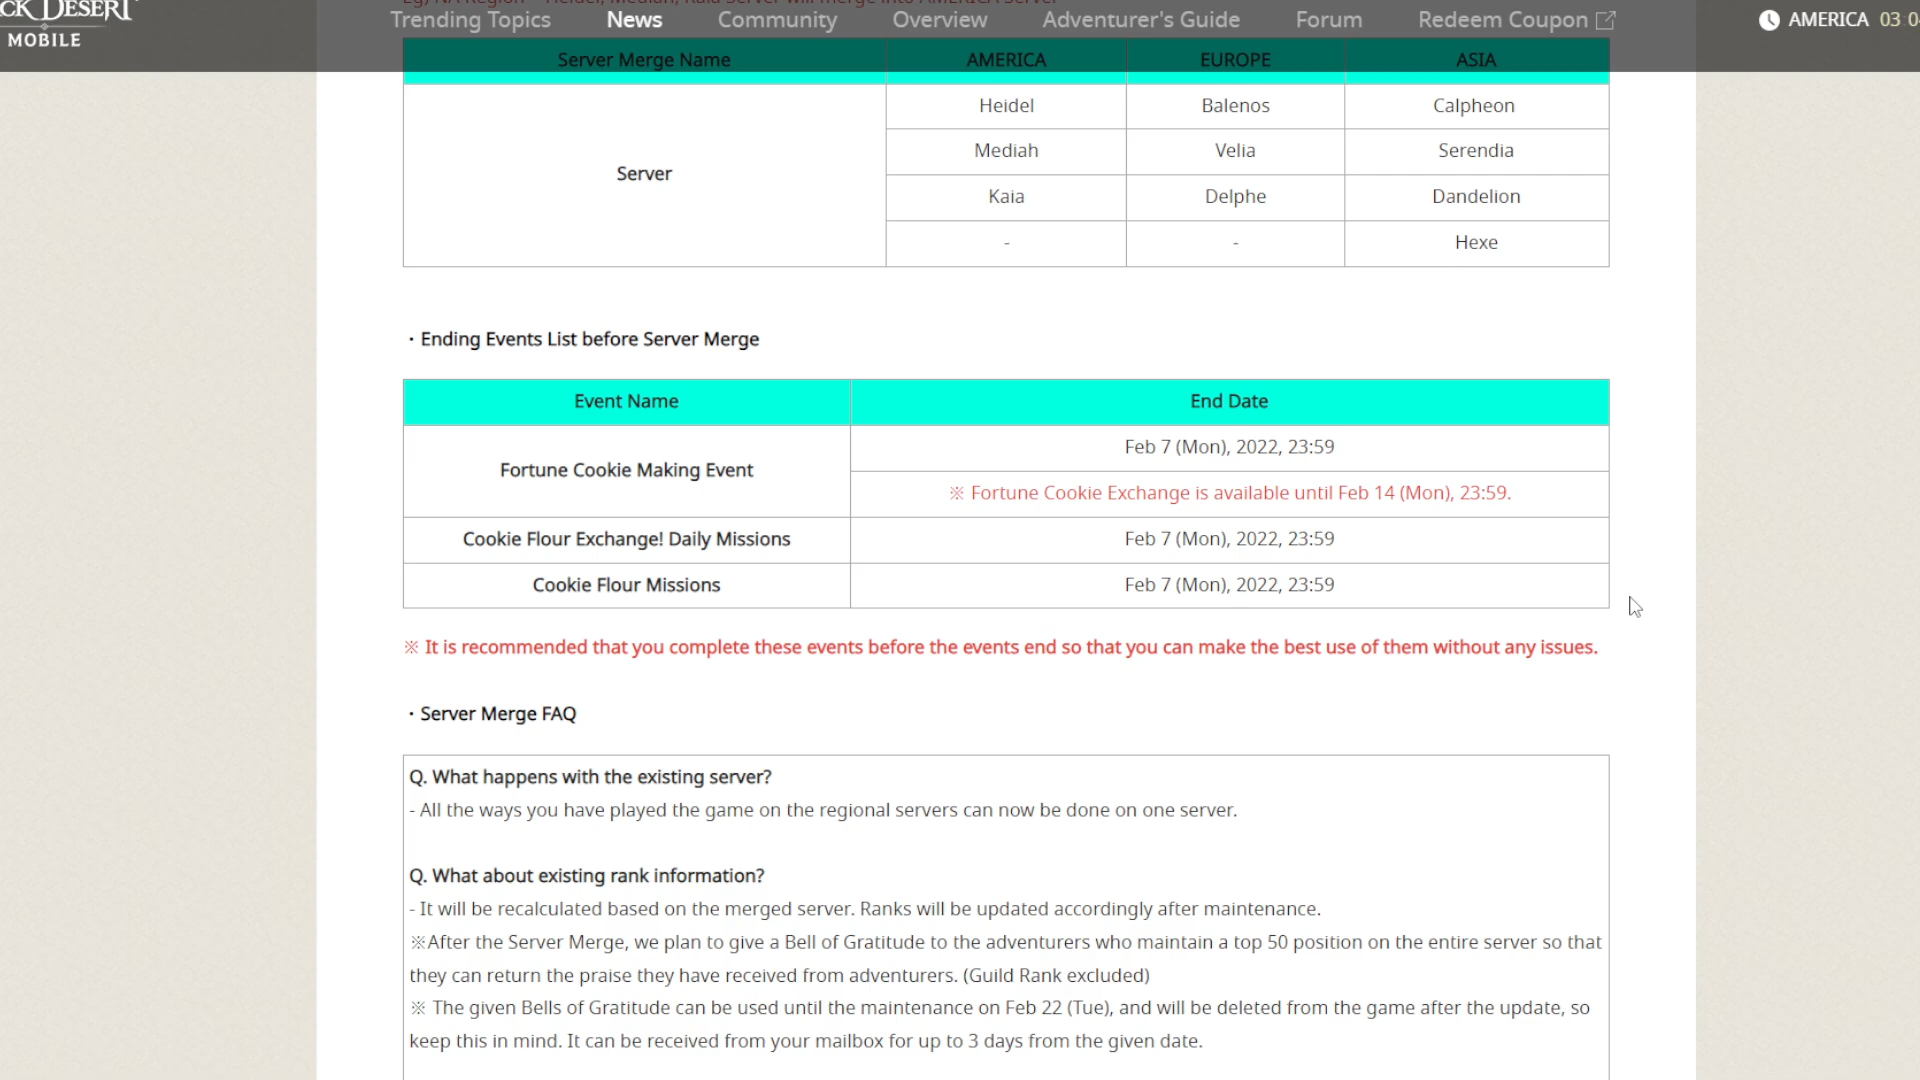 CK DESERT
MOBILE
Trending Topics News Community Overview Adventurer's Guide Forum Redeem Coupon
AMERICA 03
Server Merge Name AMERICA EUROPE ASIA
Server
Heidel Balenos Calpheon
Mediah Velia Serendia
Kaia Delphe Dandelion
- - Hexe
· Ending Events List before Server Merge
Event Name End Date
Fortune Cookie Making Event
Feb 7 (Mon), 2022, 23:59
※ Fortune Cookie Exchange is available until Feb 14 (Mon), 23:59.
Cookie Flour Exchange! Daily Missions Feb 7 (Mon), 2022, 23:59
Cookie Flour Missions Feb 7 (Mon), 2022, 23:59
※ It is recommended that you complete these events before the events end so that you can make the best use of them without any issues.
· Server Merge FAQ
Q. What happens with the existing server?
- All the ways you have played the game on the regional servers can now be done on one server.
Q. What about existing rank information?
- It will be recalculated based on the merged server. Ranks will be updated accordingly after maintenance.
※After the Server Merge, we plan to give a Bell of Gratitude to the adventurers who maintain a top 50 position on the entire server so that
they can return the praise they have received from adventurers. (Guild Rank excluded)
※ The given Bells of Gratitude can be used until the maintenance on Feb 22 (Tue), and will be deleted from the game after the update, so
keep this in mind. It can be received from your mailbox for up to 3 days from the given date.